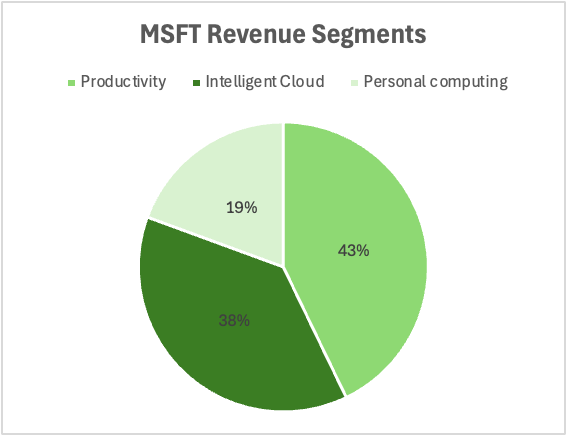 MSFT Revenue Segments
Productivity Intelligent Cloud Personal computing
19%
43%
38%